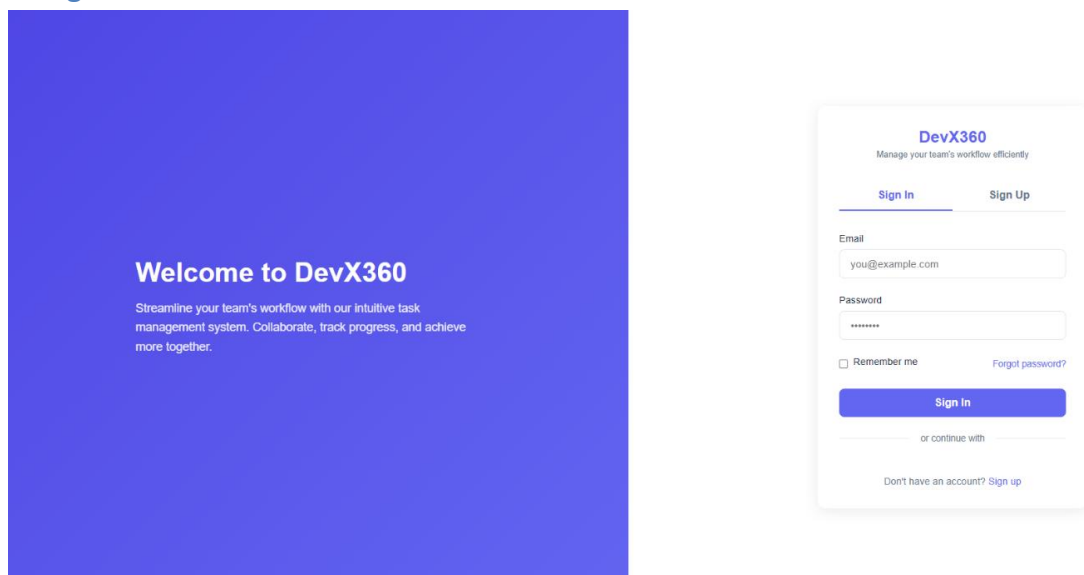 Welcome to DevX360
Streamline your team's workflow with our intuitive task
management system. Collaborate, track progress, and achieve
more together.
DevX360
Manage your team's workflow efficiently
Sign In Sign Up
Email
you@example.com
Password
••••••••
Remember me Forgot password?
Sign In
or continue with
Don't have an account? Sign up